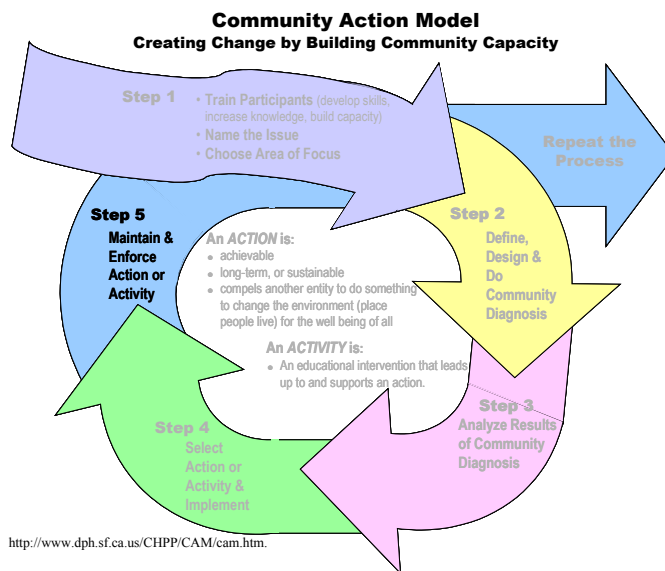 Community Action Model
Creating Change by Building Community Capacity
Step 1
• Train Participants (develop skills,
increase knowledge, build capacity)
• Name the Issue
• Choose Area of Focus
Repeat the
Process
Step 2
Define,
Design &
Do
Community
Diagnosis
Step 3
Analyze Results
of Community
Diagnosis
Step 4
Select
Action or
Activity &
Implement
Step 5
Maintain &
Enforce
Action or
Activity
An ACTION is:
• achievable
• long-term, or sustainable
• compels another entity to do something
to change the environment (place
people live) for the well being of all
An ACTIVITY is:
• An educational intervention that leads
up to and supports an action.
http://www.dph.sf.ca.us/CHPP/CAM/cam.htm.